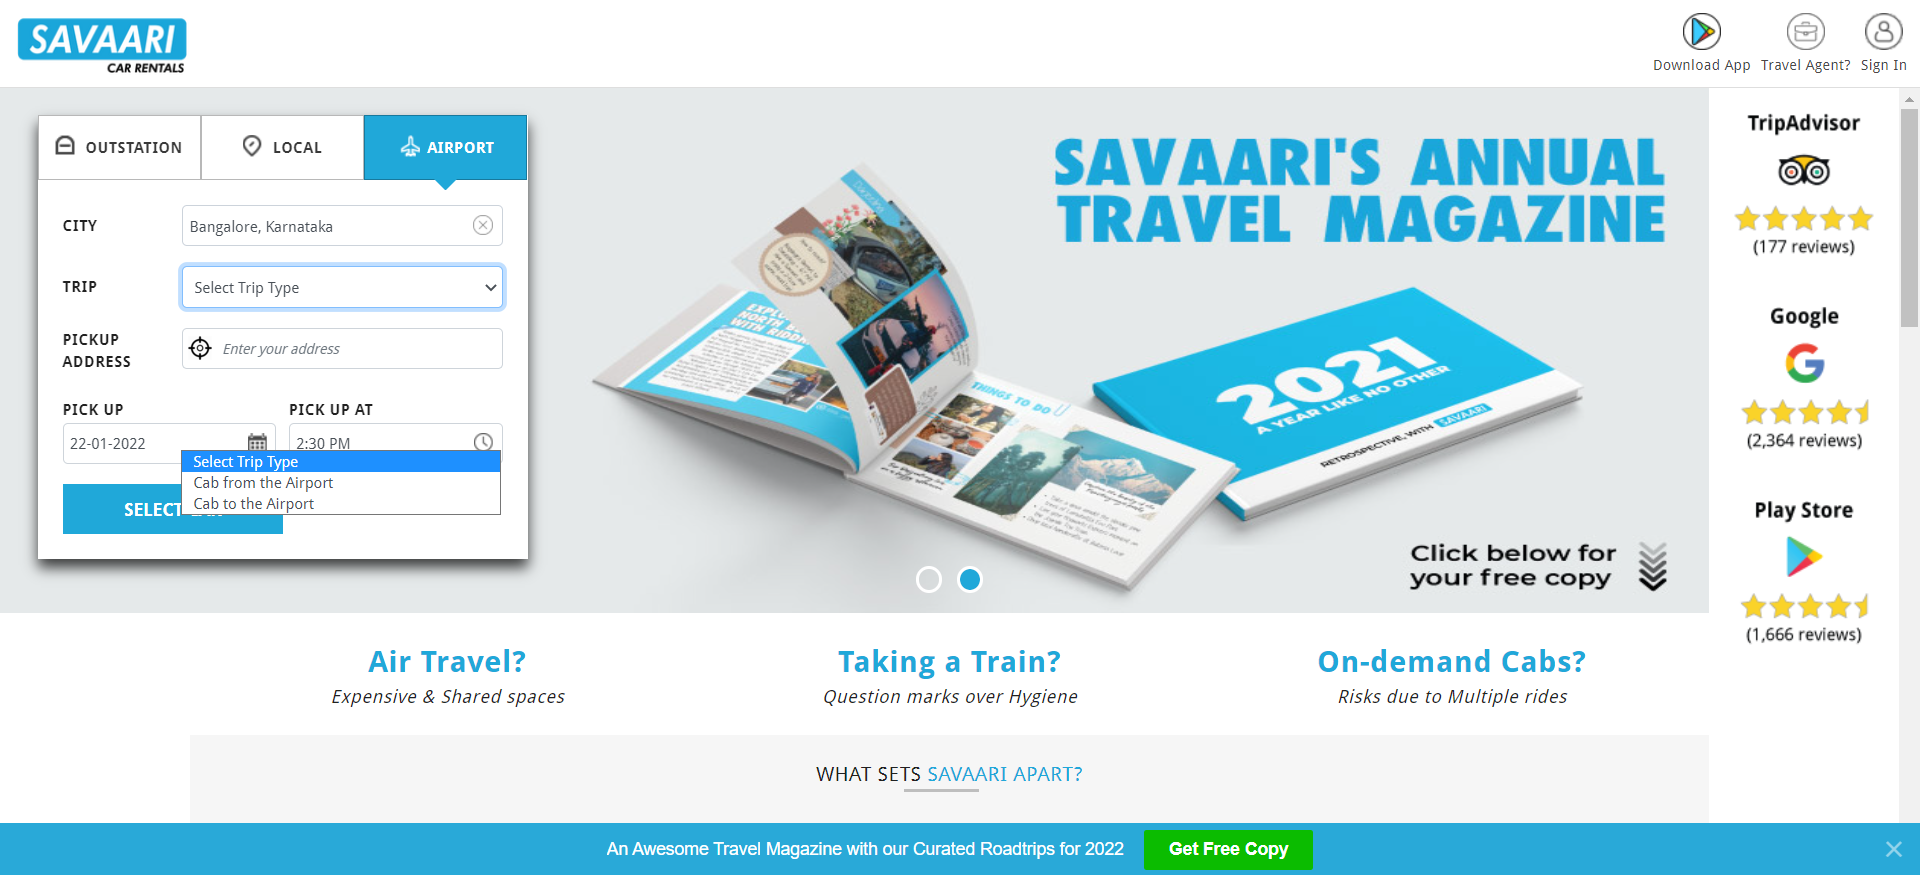 SAVAARI
CAR RENTALS
Download App
Travel Agent?
Sign In
OUTSTATION
LOCAL
AIRPORT
CITY
Bangalore, Karnataka
TRIP
Select Trip Type
PICKUP
ADDRESS
Enter your address
PICK UP
PICK UP AT
22-01-2022
2:30 PM
Select Trip Type
Cab from the Airport
Cab to the Airport
SELECT
SAVAARI'S ANNUAL
TRAVEL MAGAZINE
THINGS TO DO
2021
A YEAR LIKE NO OTHER
RETROSPECTIVE, WITH SAVAARI
Click below for
your free copy
TripAdvisor
(177 reviews)
Google
(2,364 reviews)
Play Store
(1,666 reviews)
Air Travel?
Expensive & Shared spaces
Taking a Train?
Question marks over Hygiene
On-demand Cabs?
Risks due to Multiple rides
WHAT SETS SAVAARI APART?
An Awesome Travel Magazine with our Curated Roadtrips for 2022
Get Free Copy